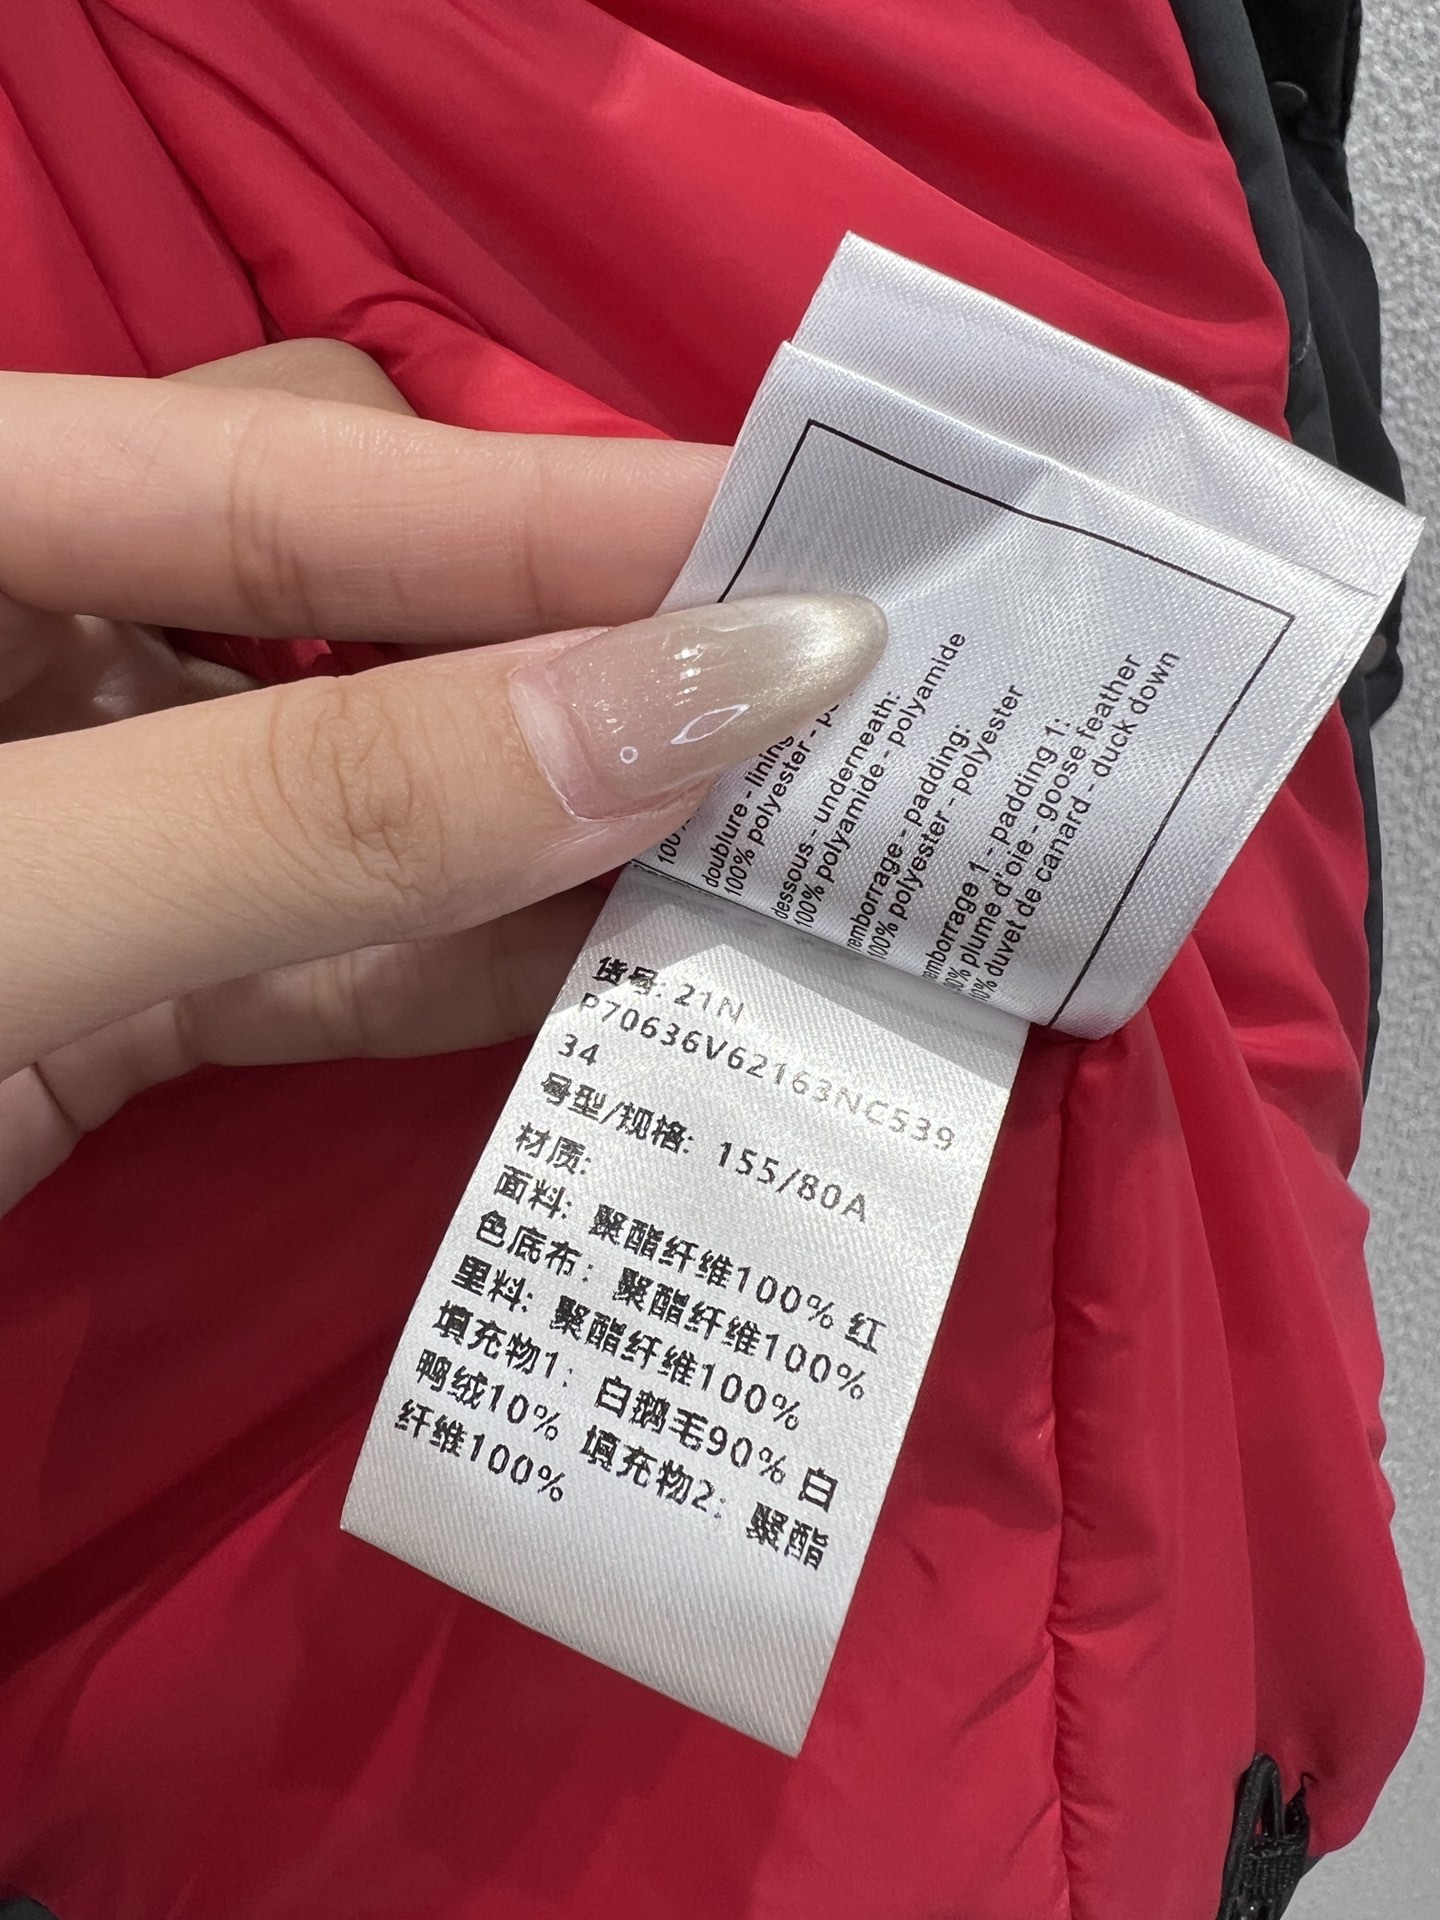 doublure - lining
100% polyester -
dessous - underneath:
100% polyamide - polyamide
remborrage - padding:
100% polyester - polyester
remborrage 1 - padding 1:
plume d'oie - goose feather
duvet de canard - duck down
货号: 21N
P70636V62163NC539
34
号型/规格: 155/80A
材质:
面料: 聚酯纤维100% 红
色底布: 聚酯纤维100%
里料: 聚酯纤维100%
填充物1: 白鹅毛90% 白
鸭绒10% 填充物2: 聚酯
纤维100%